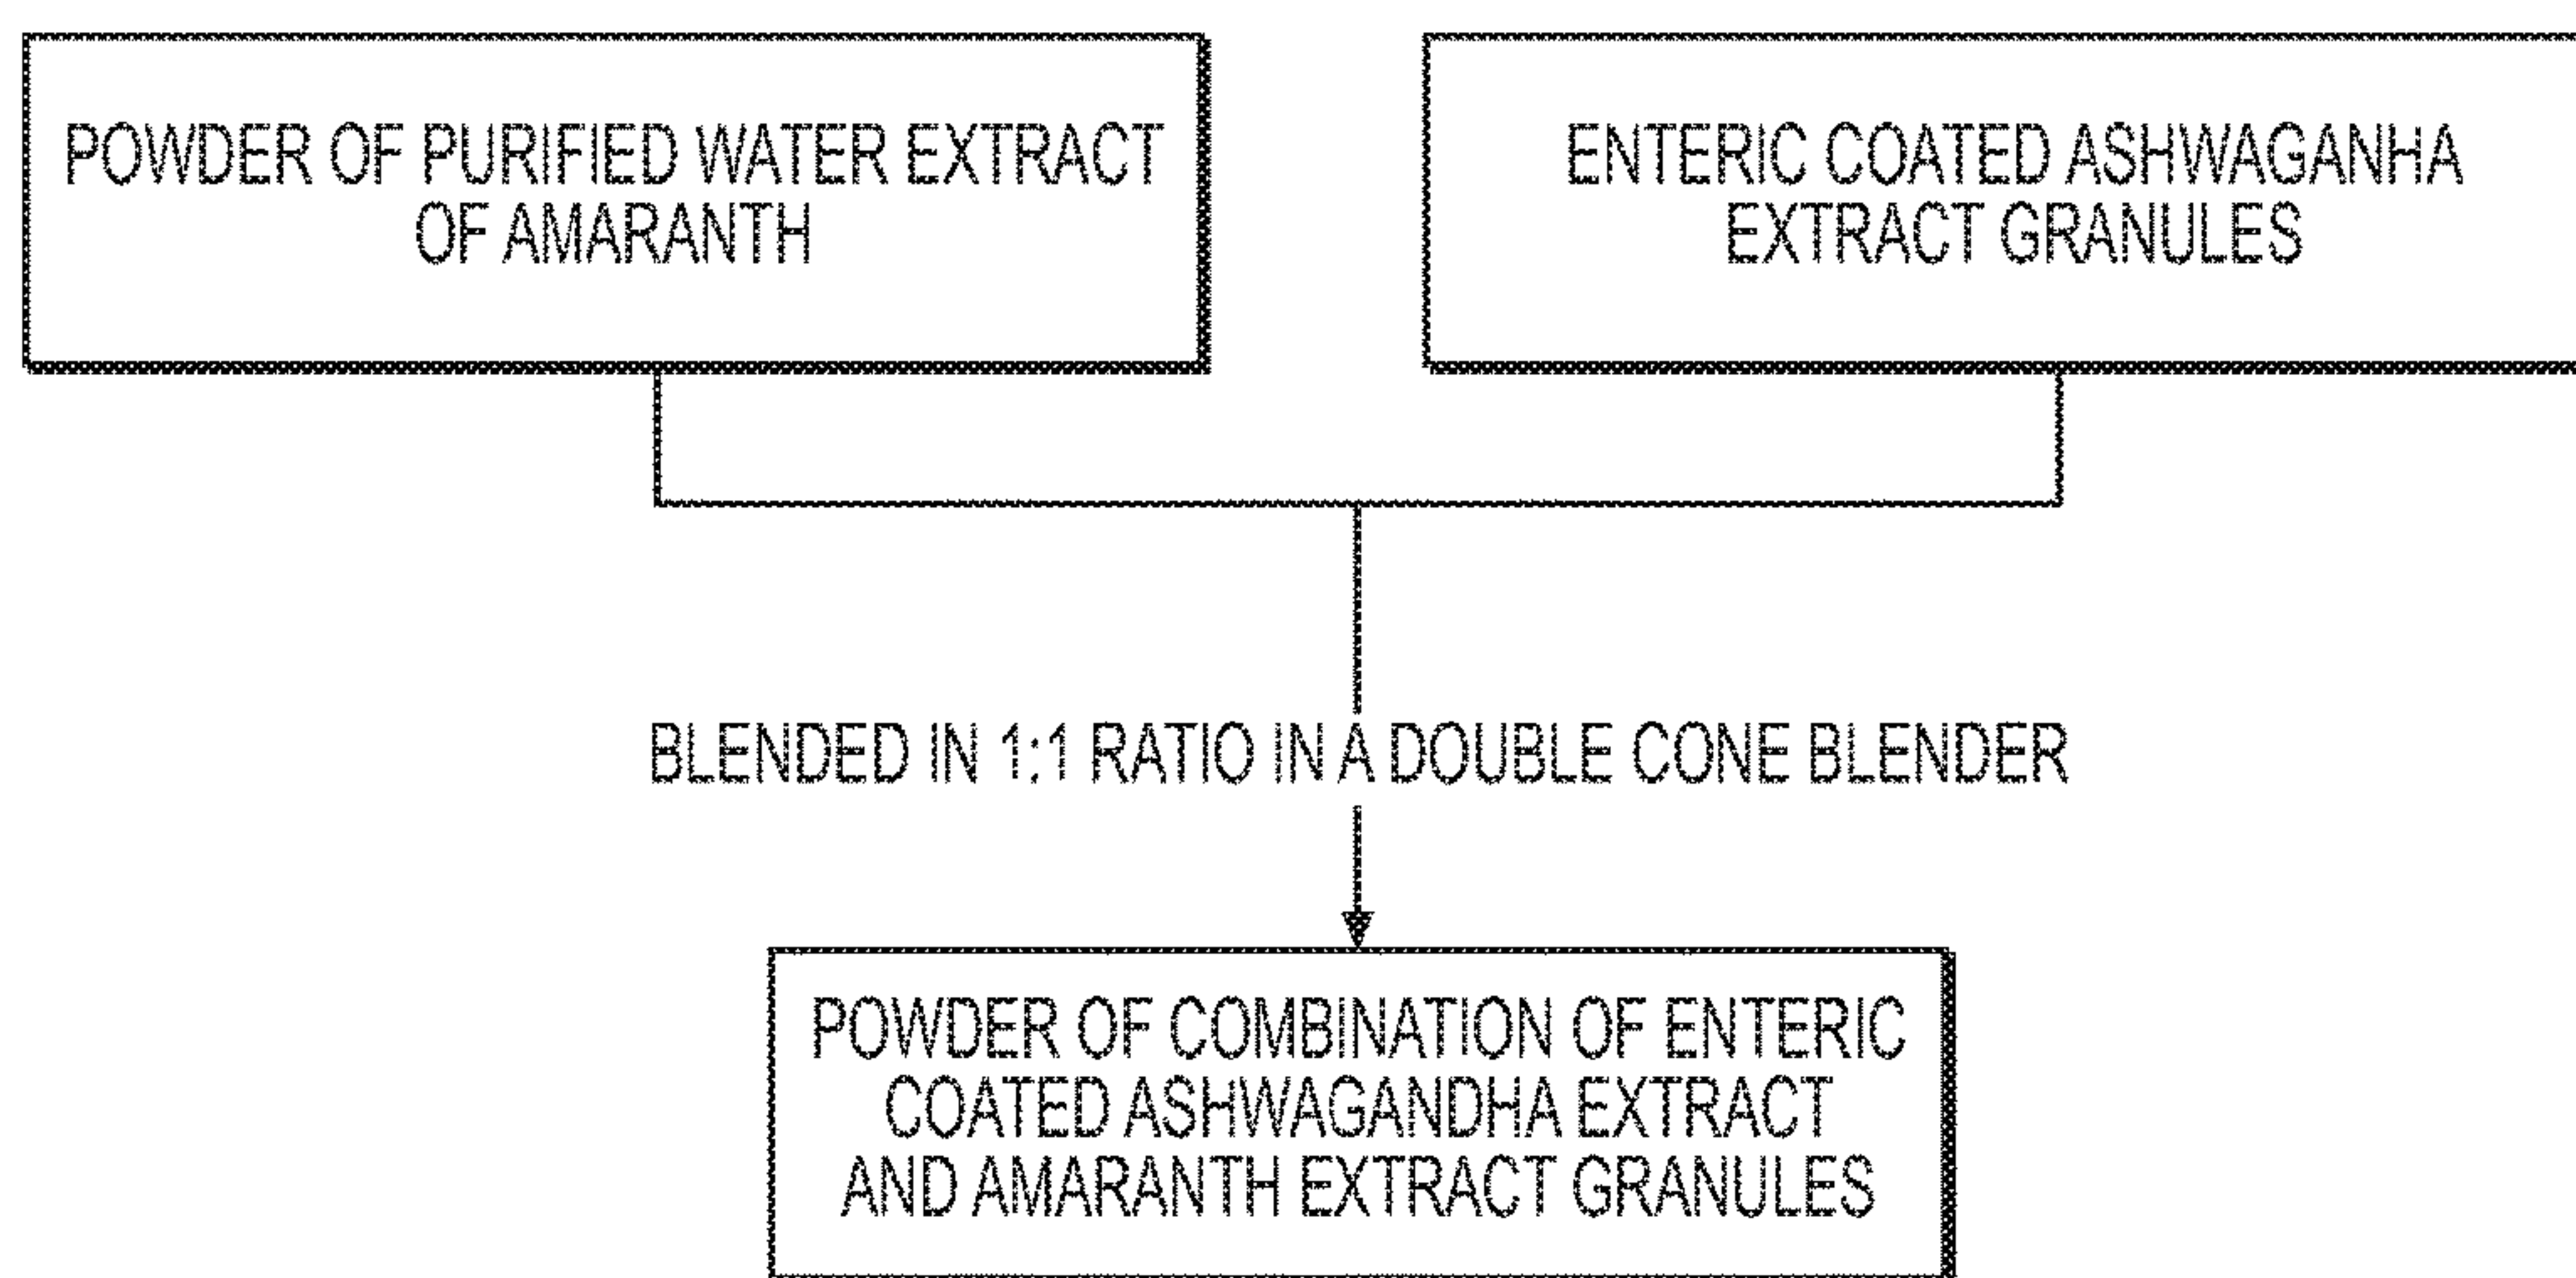 POWDER OF PURIFIED WATER EXTRACT
OF AMARANTH
ENTERIC COATED ASHWAGANHA
EXTRACT GRANULES
BLENDED IN 1:1 RATIO IN A DOUBLE CONE BLENDER
POWDER OF COMBINATION OF ENTERIC
COATED ASHWAGANDHA EXTRACT
AND AMARANTH EXTRACT GRANULES